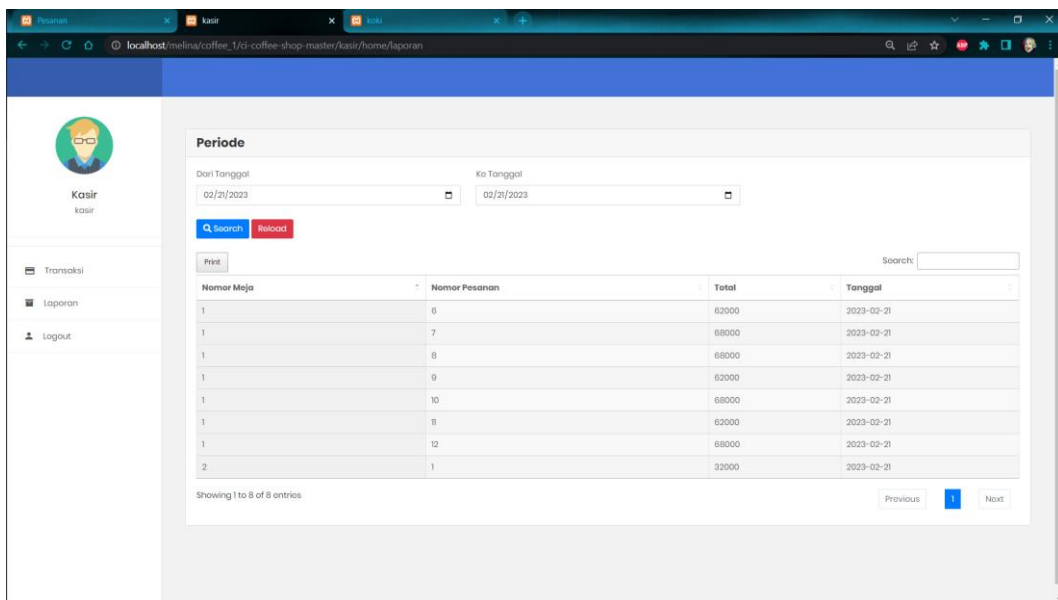 Pesanan kasir koki
localhost/melina/coffee_1/ci-coffee-shop-master/kasir/home/laporan
Kasir
kasir
Transaksi
Laporan
Logout
Periode
Dari Tanggal Ke Tanggal
02/21/2023 02/21/2023
Search Reload
Print Search:
Nomor Meja Nomor Pesanan Total Tanggal
1 6 62000 2023-02-21
1 7 68000 2023-02-21
1 8 68000 2023-02-21
1 9 62000 2023-02-21
1 10 68000 2023-02-21
1 11 62000 2023-02-21
1 12 68000 2023-02-21
2 1 32000 2023-02-21
Showing 1 to 8 of 8 entries
Previous 1 Next